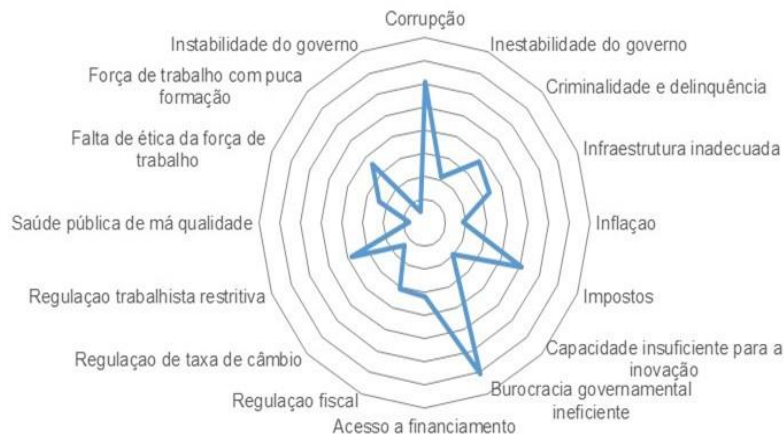 Corrupção
Instabilidade do governo
Inestabilidade do governo
Força de trabalho com puca
formação
Criminalidade e delinquência
Falta de ética da força de
trabalho
Infraestrutura inadecuada
Saúde pública de má qualidade
Inflaçao
Regulaçao trabalhista restritiva
Impostos
Regulaçao de taxa de câmbio
Capacidade insuficiente para a
inovação
Regulaçao fiscal
Burocracia governamental
ineficiente
Acesso a financiamento